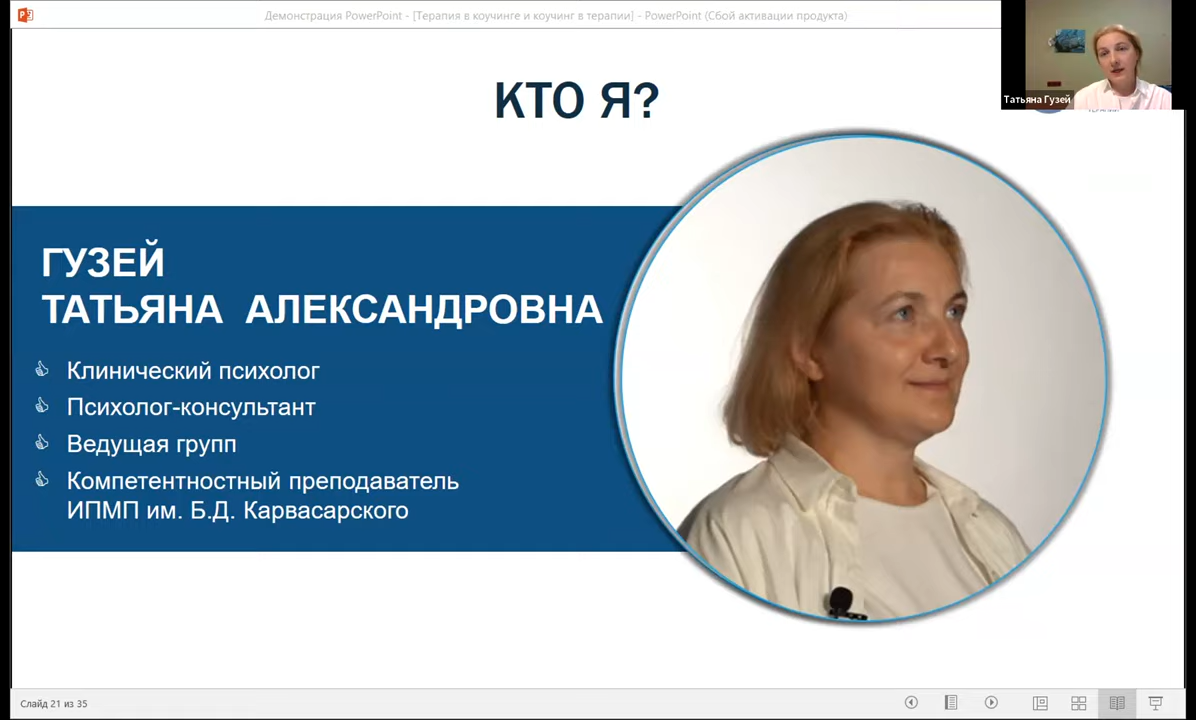 Демонстрация PowerPoint - [Терапия в коучинге и коучинг в терапии] - PowerPoint (Сбой активации продукта)
Татьяна Гузей
КТО Я?
ГУЗЕЙ
ТАТЬЯНА АЛЕКСАНДРОВНА
Клинический психолог
Психолог-консультант
Ведущая групп
Компетентностный преподаватель
ИПМП им. Б.Д. Карвасарского
Слайд 21 из 35